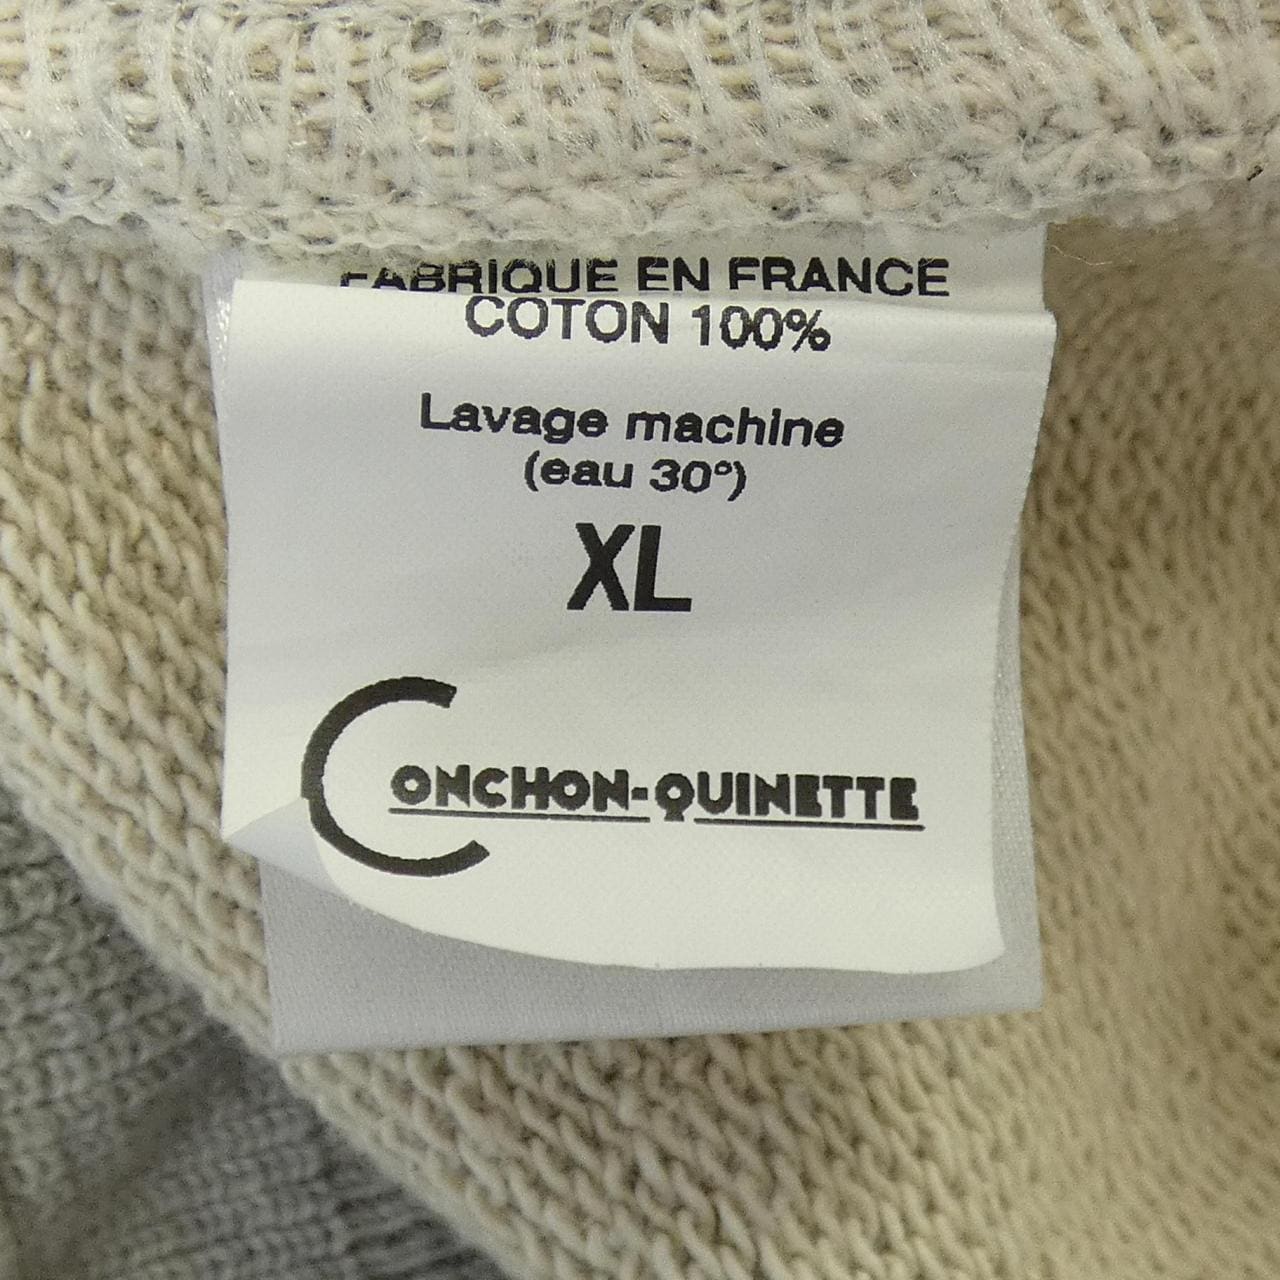 FABRIQUE EN FRANCE
COTON 100%
Lavage machine
(eau 30°)
XL
CONCHON-QUINETTE